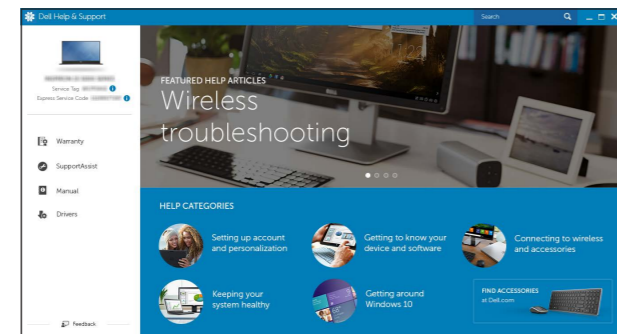 Dell Help & Support
Search
Service Tag
Express Service Code
Warranty
SupportAssist
Manual
Drivers
Feedback
FEATURED HELP ARTICLES
Wireless
troubleshooting
HELP CATEGORIES
Setting up account
and personalization
Getting to know your
device and software
Connecting to wireless
and accessories
Keeping your
system healthy
Getting around
Windows 10
FIND ACCESSORIES
at Dell.com